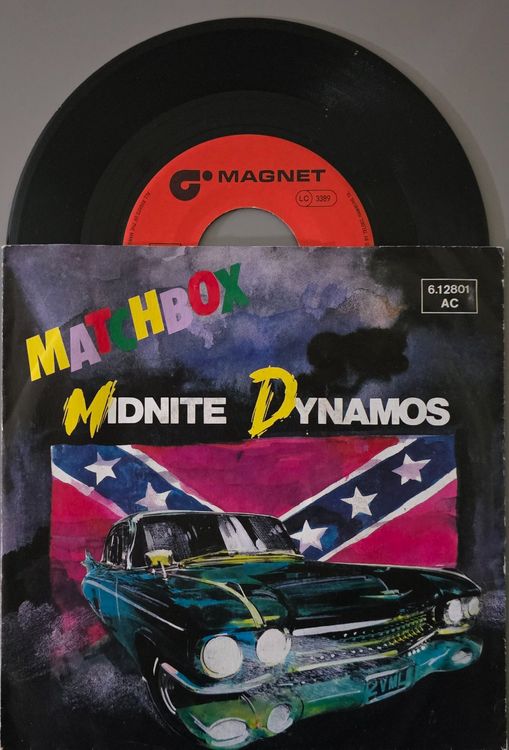 MAGNET
LC 3389
6.12801
AC
MATCHBOX
MIDNITE DYNAMOS